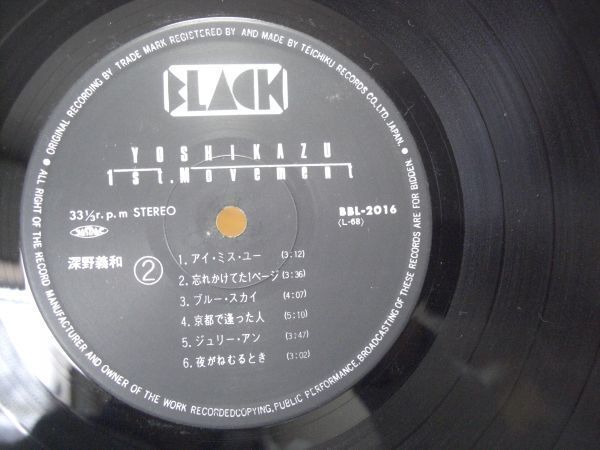 • ORIGINAL RECORDING BY TRADE MARK REGISTERED BY AND MADE BY TEICHIKU RECORDS CO., LTD. JAPAN. •
BLACK
YOSHIKAZU
1st. Movement
33⅓r.p.m STEREO
BBL-2016
(L-68)
深野義和
②
1. アイ・ミス・ユー (3:12)
2. 忘れかけてた1ページ (3:36)
3. ブルー・スカイ (4:07)
4. 京都で逢った人 (5:10)
5. ジュリー・アン (3:47)
6. 夜がねむるとき (3:02)
ALL RIGHT OF THE RECORD MANUFACTURER AND OWNER OF THE WORK RECORDEDCOPYING, PUBLIC PERFORMANCE, BROADCASTING OF THESE RECORDS ARE FOR BIDDEN.